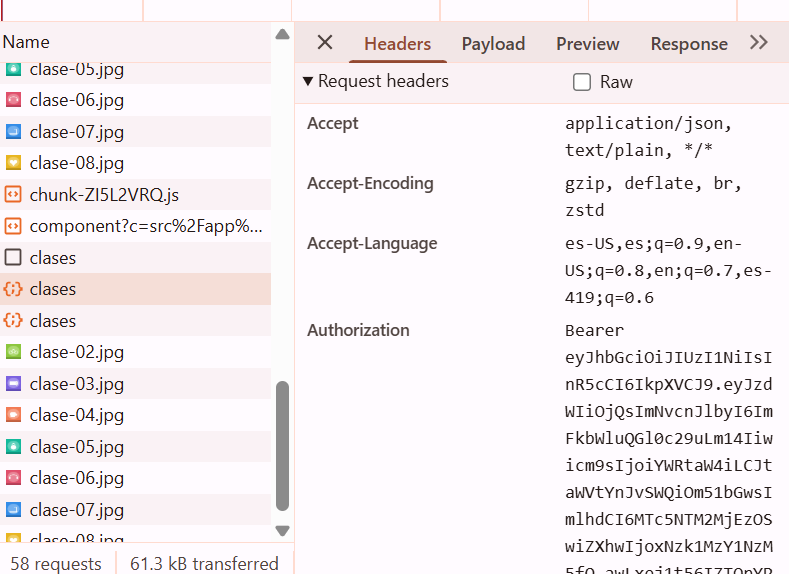 Name
Headers
Payload
Preview
Response
clase-05.jpg
clase-06.jpg
clase-07.jpg
clase-08.jpg
chunk-ZI5L2VRQ.js
component?c=src%2Fapp%...
clases
clases
clases
clase-02.jpg
clase-03.jpg
clase-04.jpg
clase-05.jpg
clase-06.jpg
clase-07.jpg
clase-08.jpg
58 requests
61.3 kB transferred
Request headers
Raw
Accept
application/json,
text/plain, */*
Accept-Encoding
gzip, deflate, br,
zstd
Accept-Language
es-US,es;q=0.9,en-
US;q=0.8,en;q=0.7,es-
419;q=0.6
Authorization
Bearer
eyJhbGciOiJIUzI1NiIsI
nR5cCI6IkpXVCJ9.eyJzd
WIiOjQsImNvcnJlbyI6Im
FkbWluQGl0c29uLm14Iiw
icm9sIjoiYWRtaW4iLCJt
aWVtYnJvSWQiOm51bGwsI
mlhdCI6MTc5NTM2MjEzOS
wiZXhwIjoxNzk1MzY1NzM